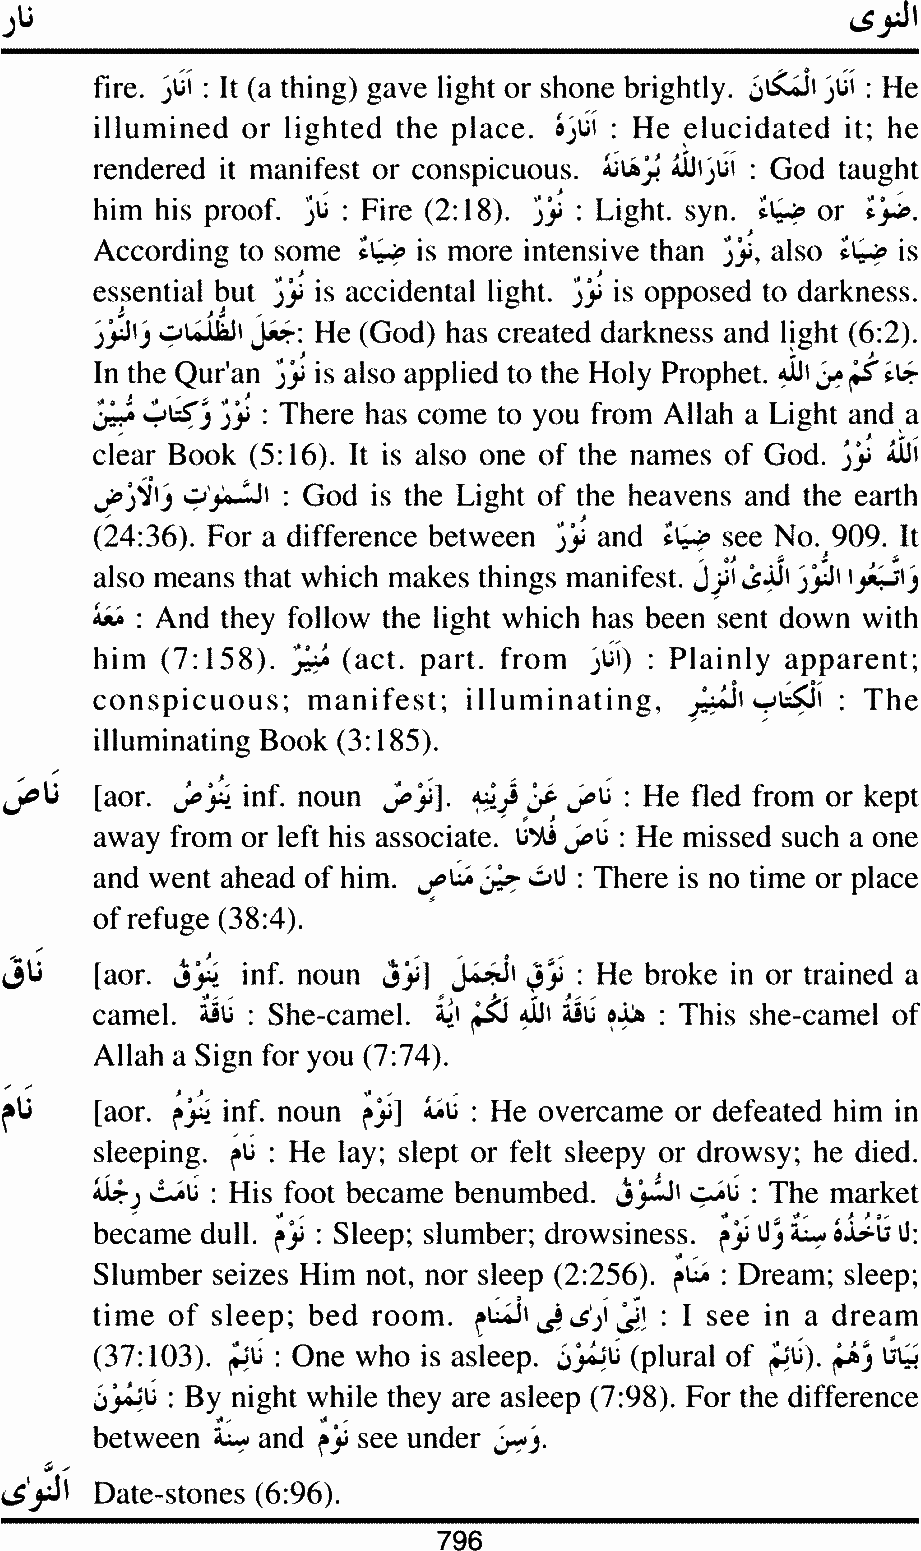 نار النوى
fire. اَنَارَ : It (a thing) gave light or shone brightly. اَنَارَ الْمَكَانَ : He
illumined or lighted the place. اَنَارَهٗ : He elucidated it; he
rendered it manifest or conspicuous. اَنَارَاللّٰهُ بُرْهَانَهٗ : God taught
him his proof. نَارٌ : Fire (2:18). نُوْرٌ : Light. syn. ضِيَاءٌ or ضَوْءٌ.
According to some ضِيَاءٌ is more intensive than نُوْرٌ, also ضِيَاءٌ is
essential but نُوْرٌ is accidental light. نُوْرٌ is opposed to darkness.
جَعَلَ الظُّلُمَاتِ وَالنُّوْرَ: He (God) has created darkness and light (6:2).
In the Qur'an نُوْرٌ is also applied to the Holy Prophet. جَاءَكُمْ مِنَ اللّٰهِ
نُوْرٌ وَّكِتَابٌ مُّبِيْنٌ : There has come to you from Allah a Light and a
clear Book (5:16). It is also one of the names of God. اَللّٰهُ نُوْرُ
السَّمٰوٰتِ وَالْاَرْضِ : God is the Light of the heavens and the earth
(24:36). For a difference between نُوْرٌ and ضِيَاءٌ see No. 909. It
also means that which makes things manifest. وَاتَّبَعُوا النُّوْرَ الَّذِىْ اُنْزِلَ
مَعَهٗ : And they follow the light which has been sent down with
him (7:158). مُنِيْرٌ (act. part. from اَنَارَ) : Plainly apparent;
conspicuous; manifest; illuminating, اَلْكِتَابِ الْمُنِيْرِ : The
illuminating Book (3:185).
نَاصَ [aor. يَنُوْصُ inf. noun نَوْصٌ]. نَاصَ عَنْ قَرِيْنِهٖ : He fled from or kept
away from or left his associate. نَاصَ فُلَانًا : He missed such a one
and went ahead of him. لَاتَ حِيْنَ مَنَاصٍ : There is no time or place
of refuge (38:4).
نَاقَ [aor. يَنُوْقُ inf. noun نَوْقٌ] نَوَّقَ الْجَمَلَ : He broke in or trained a
camel. نَاقَةٌ : She-camel. هٰذِهٖ نَاقَةُ اللّٰهِ لَكُمْ اٰيَةً : This she-camel of
Allah a Sign for you (7:74).
نَامَ [aor. يَنُوْمُ inf. noun نَوْمٌ] نَامَهٗ : He overcame or defeated him in
sleeping. نَامَ : He lay; slept or felt sleepy or drowsy; he died.
نَامَتْ رِجْلُهٗ : His foot became benumbed. نَامَتِ السُّوْقُ : The market
became dull. نَوْمٌ : Sleep; slumber; drowsiness. لَا تَأْخُذُهٗ سِنَةٌ وَّلَا نَوْمٌ:
Slumber seizes Him not, nor sleep (2:256). مَنَامٌ : Dream; sleep;
time of sleep; bed room. اِنِّىْ اَرٰى فِى الْمَنَامِ : I see in a dream
(37:103). نَائِمٌ : One who is asleep. نَائِمُوْنَ (plural of نَائِمٌ). بَيَاتًا وَّهُمْ
نَائِمُوْنَ : By night while they are asleep (7:98). For the difference
between سِنَةٌ and نَوْمٌ see under وَسِنَ.
اَلنَّوٰى Date-stones (6:96).
796